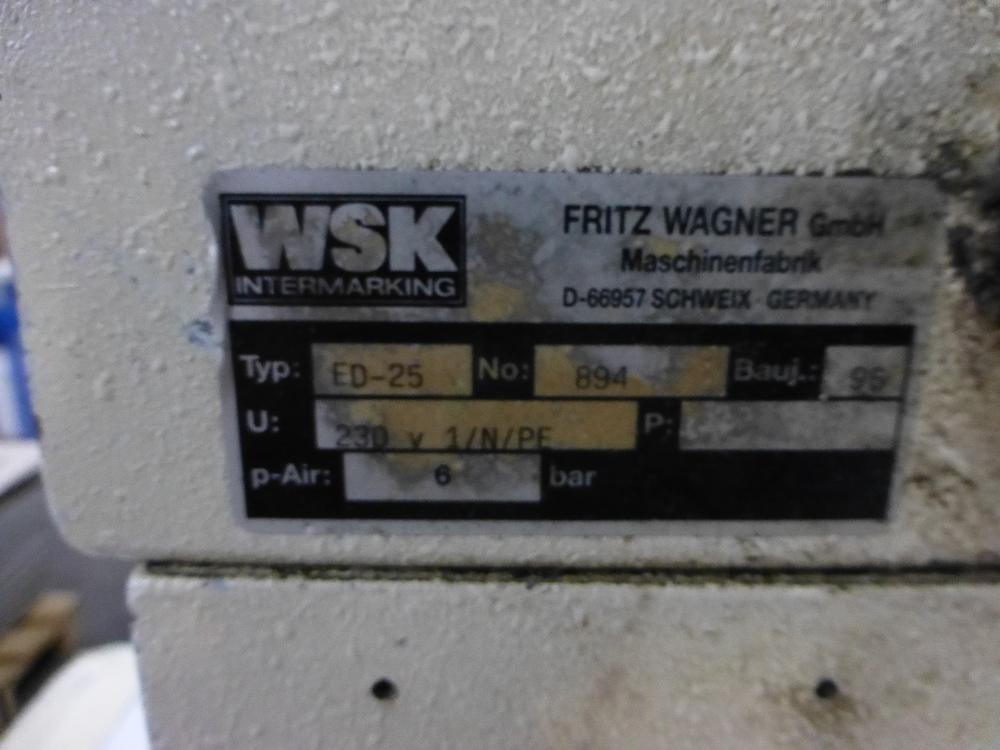 WSK
INTERMARKING
FRITZ WAGNER GmbH
Maschinenfabrik
D-66957 SCHWEIX · GERMANY
Typ: ED-25 No: 894 Bauj.:
U: 230 v 1/N/PE P:
p-Air: 6 bar